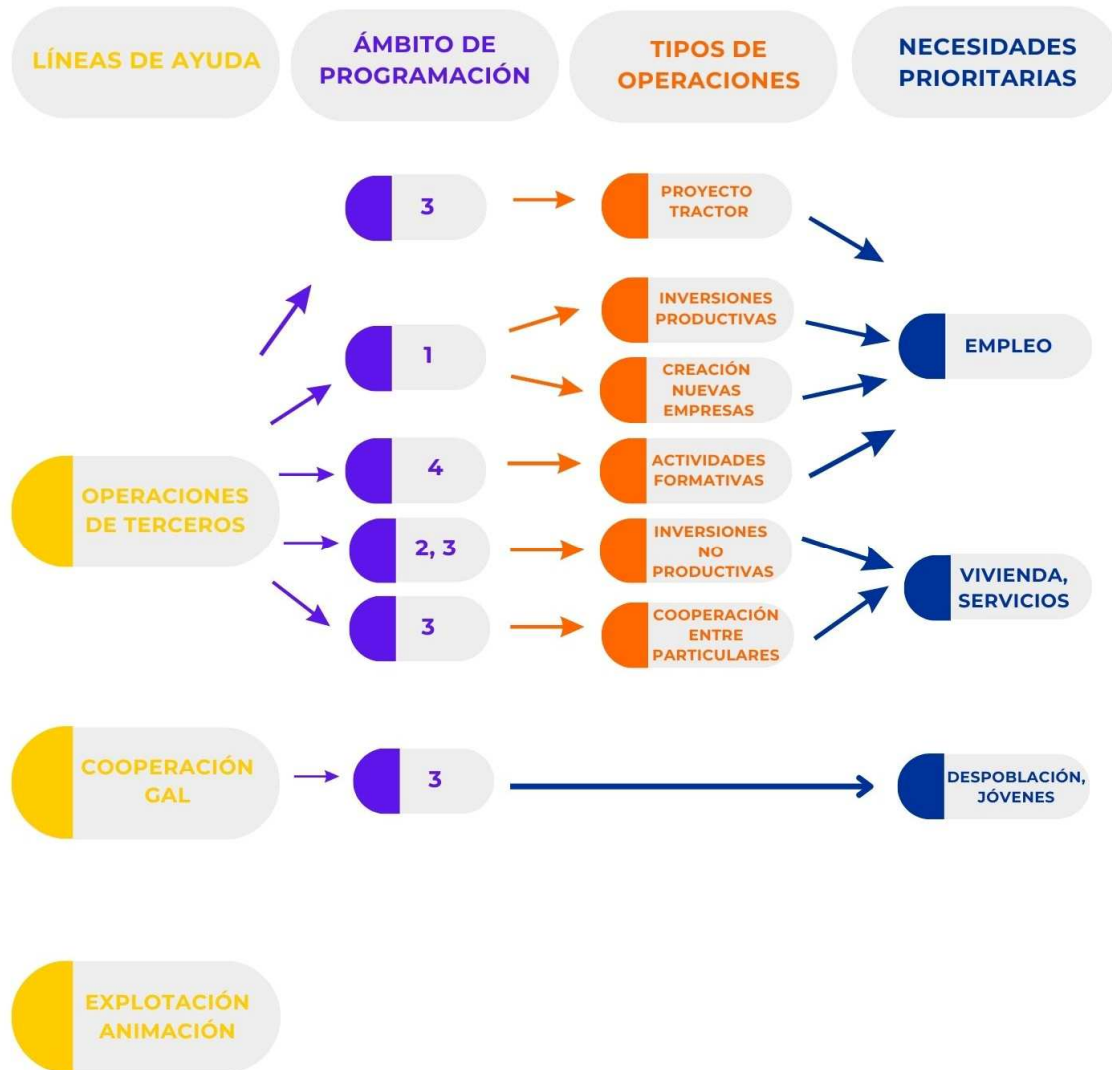 LÍNEAS DE AYUDA
ÁMBITO DE
PROGRAMACIÓN
TIPOS DE
OPERACIONES
NECESIDADES
PRIORITARIAS
3
PROYECTO
TRACTOR
1
INVERSIONES
PRODUCTIVAS
CREACIÓN
NUEVAS
EMPRESAS
EMPLEO
OPERACIONES
DE TERCEROS
4
ACTIVIDADES
FORMATIVAS
2, 3
INVERSIONES
NO
PRODUCTIVAS
VIVIENDA,
SERVICIOS
3
COOPERACIÓN
ENTRE
PARTICULARES
COOPERACIÓN
GAL
3
DESPOBLACIÓN,
JÓVENES
EXPLOTACIÓN
ANIMACIÓN